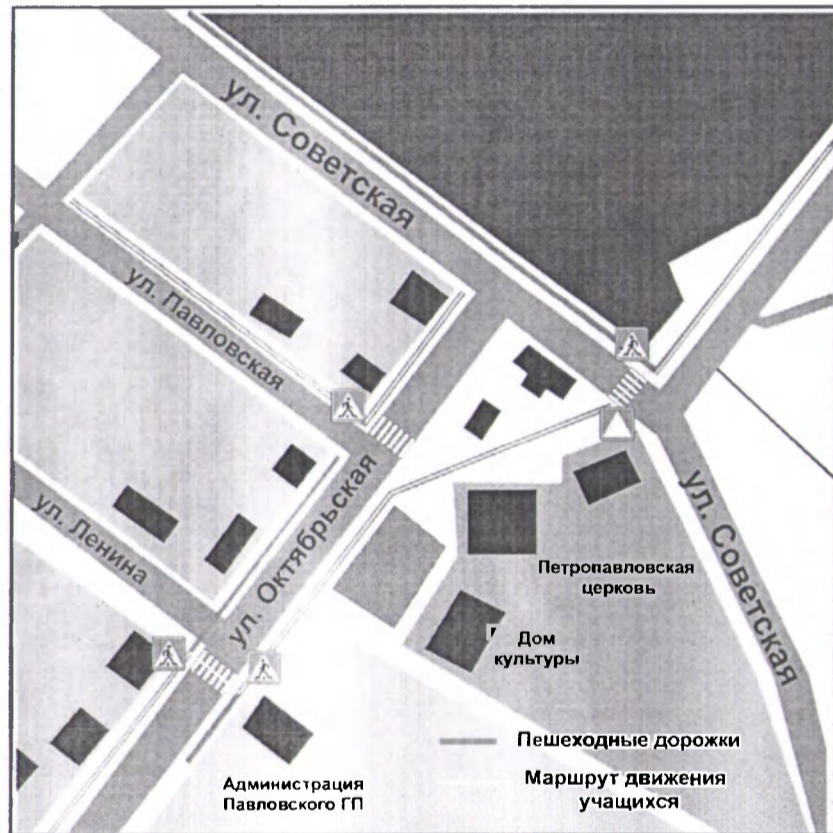 ул. Советская
ул. Павловская
ул. Ленина
ул. Октябрьская
ул. Советская
Петропавловская
церковь
Дом
культуры
Администрация
Павловского ГП
Пешеходные дорожки
Маршрут движения
учащихся